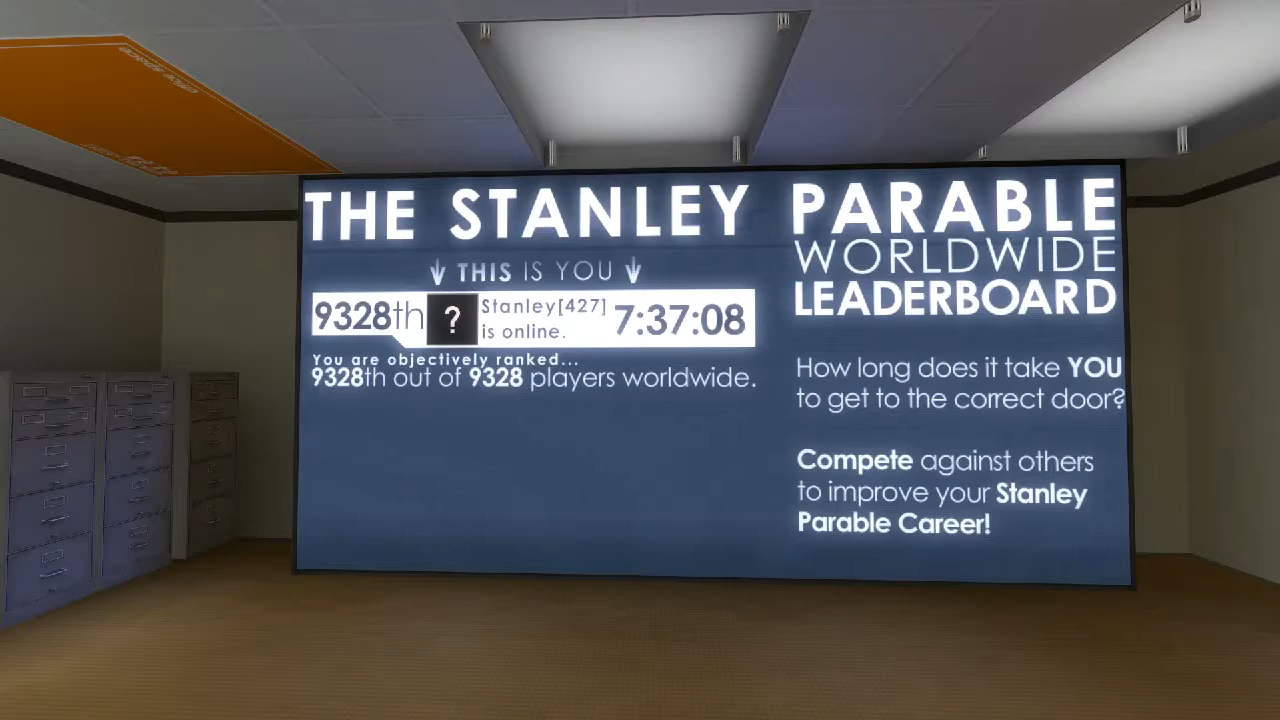 office space
THE STANLEY PARABLE
WORLDWIDE
LEADERBOARD
THIS IS YOU
9328th ? Stanley[427] is online. 7:37:08
You are objectively ranked...
9328th out of 9328 players worldwide.
How long does it take YOU
to get to the correct door?
Compete against others
to improve your Stanley
Parable Career!